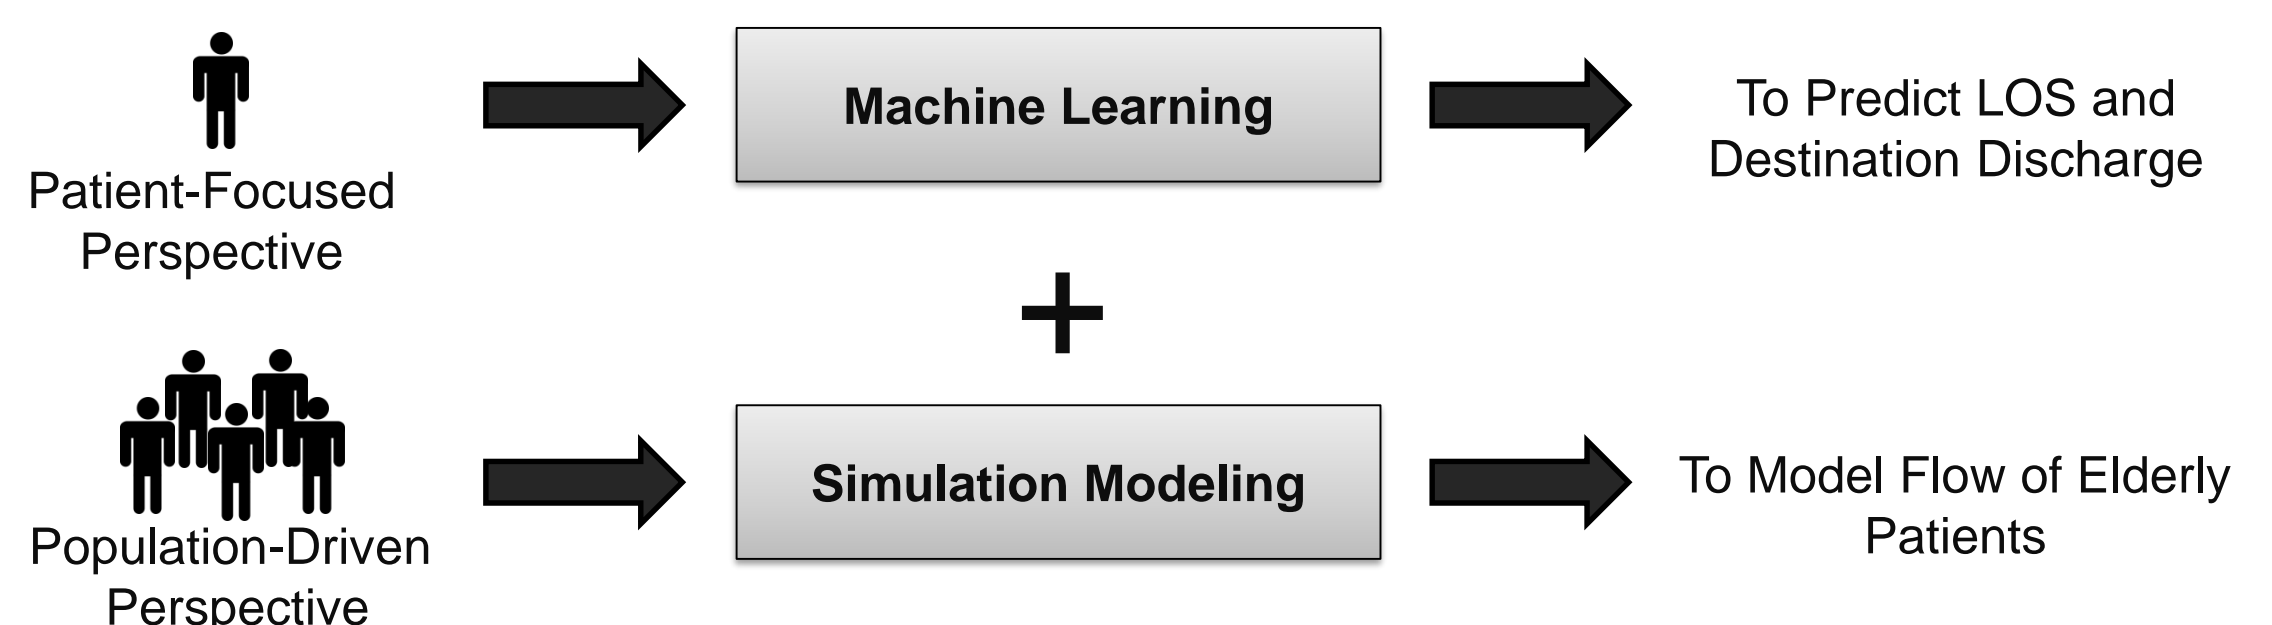 Patient-Focused
Perspective
Machine Learning
To Predict LOS and
Destination Discharge
+
Population-Driven
Perspective
Simulation Modeling
To Model Flow of Elderly
Patients